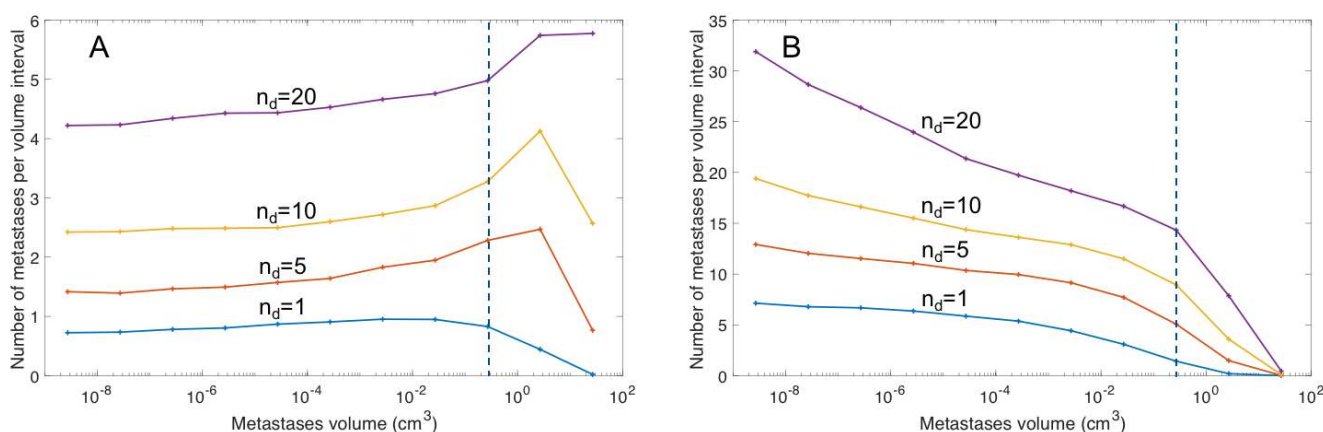 A
Number of metastases per volume interval
6
5
4
3
2
1
0
n_d=20
n_d=10
n_d=5
n_d=1
10^-8
10^-6
10^-4
10^-2
10^0
10^2
Metastases volume (cm^3)
B
Number of metastases per volume interval
35
30
25
20
15
10
5
0
n_d=20
n_d=10
n_d=5
n_d=1
10^-8
10^-6
10^-4
10^-2
10^0
10^2
Metastases volume (cm^3)